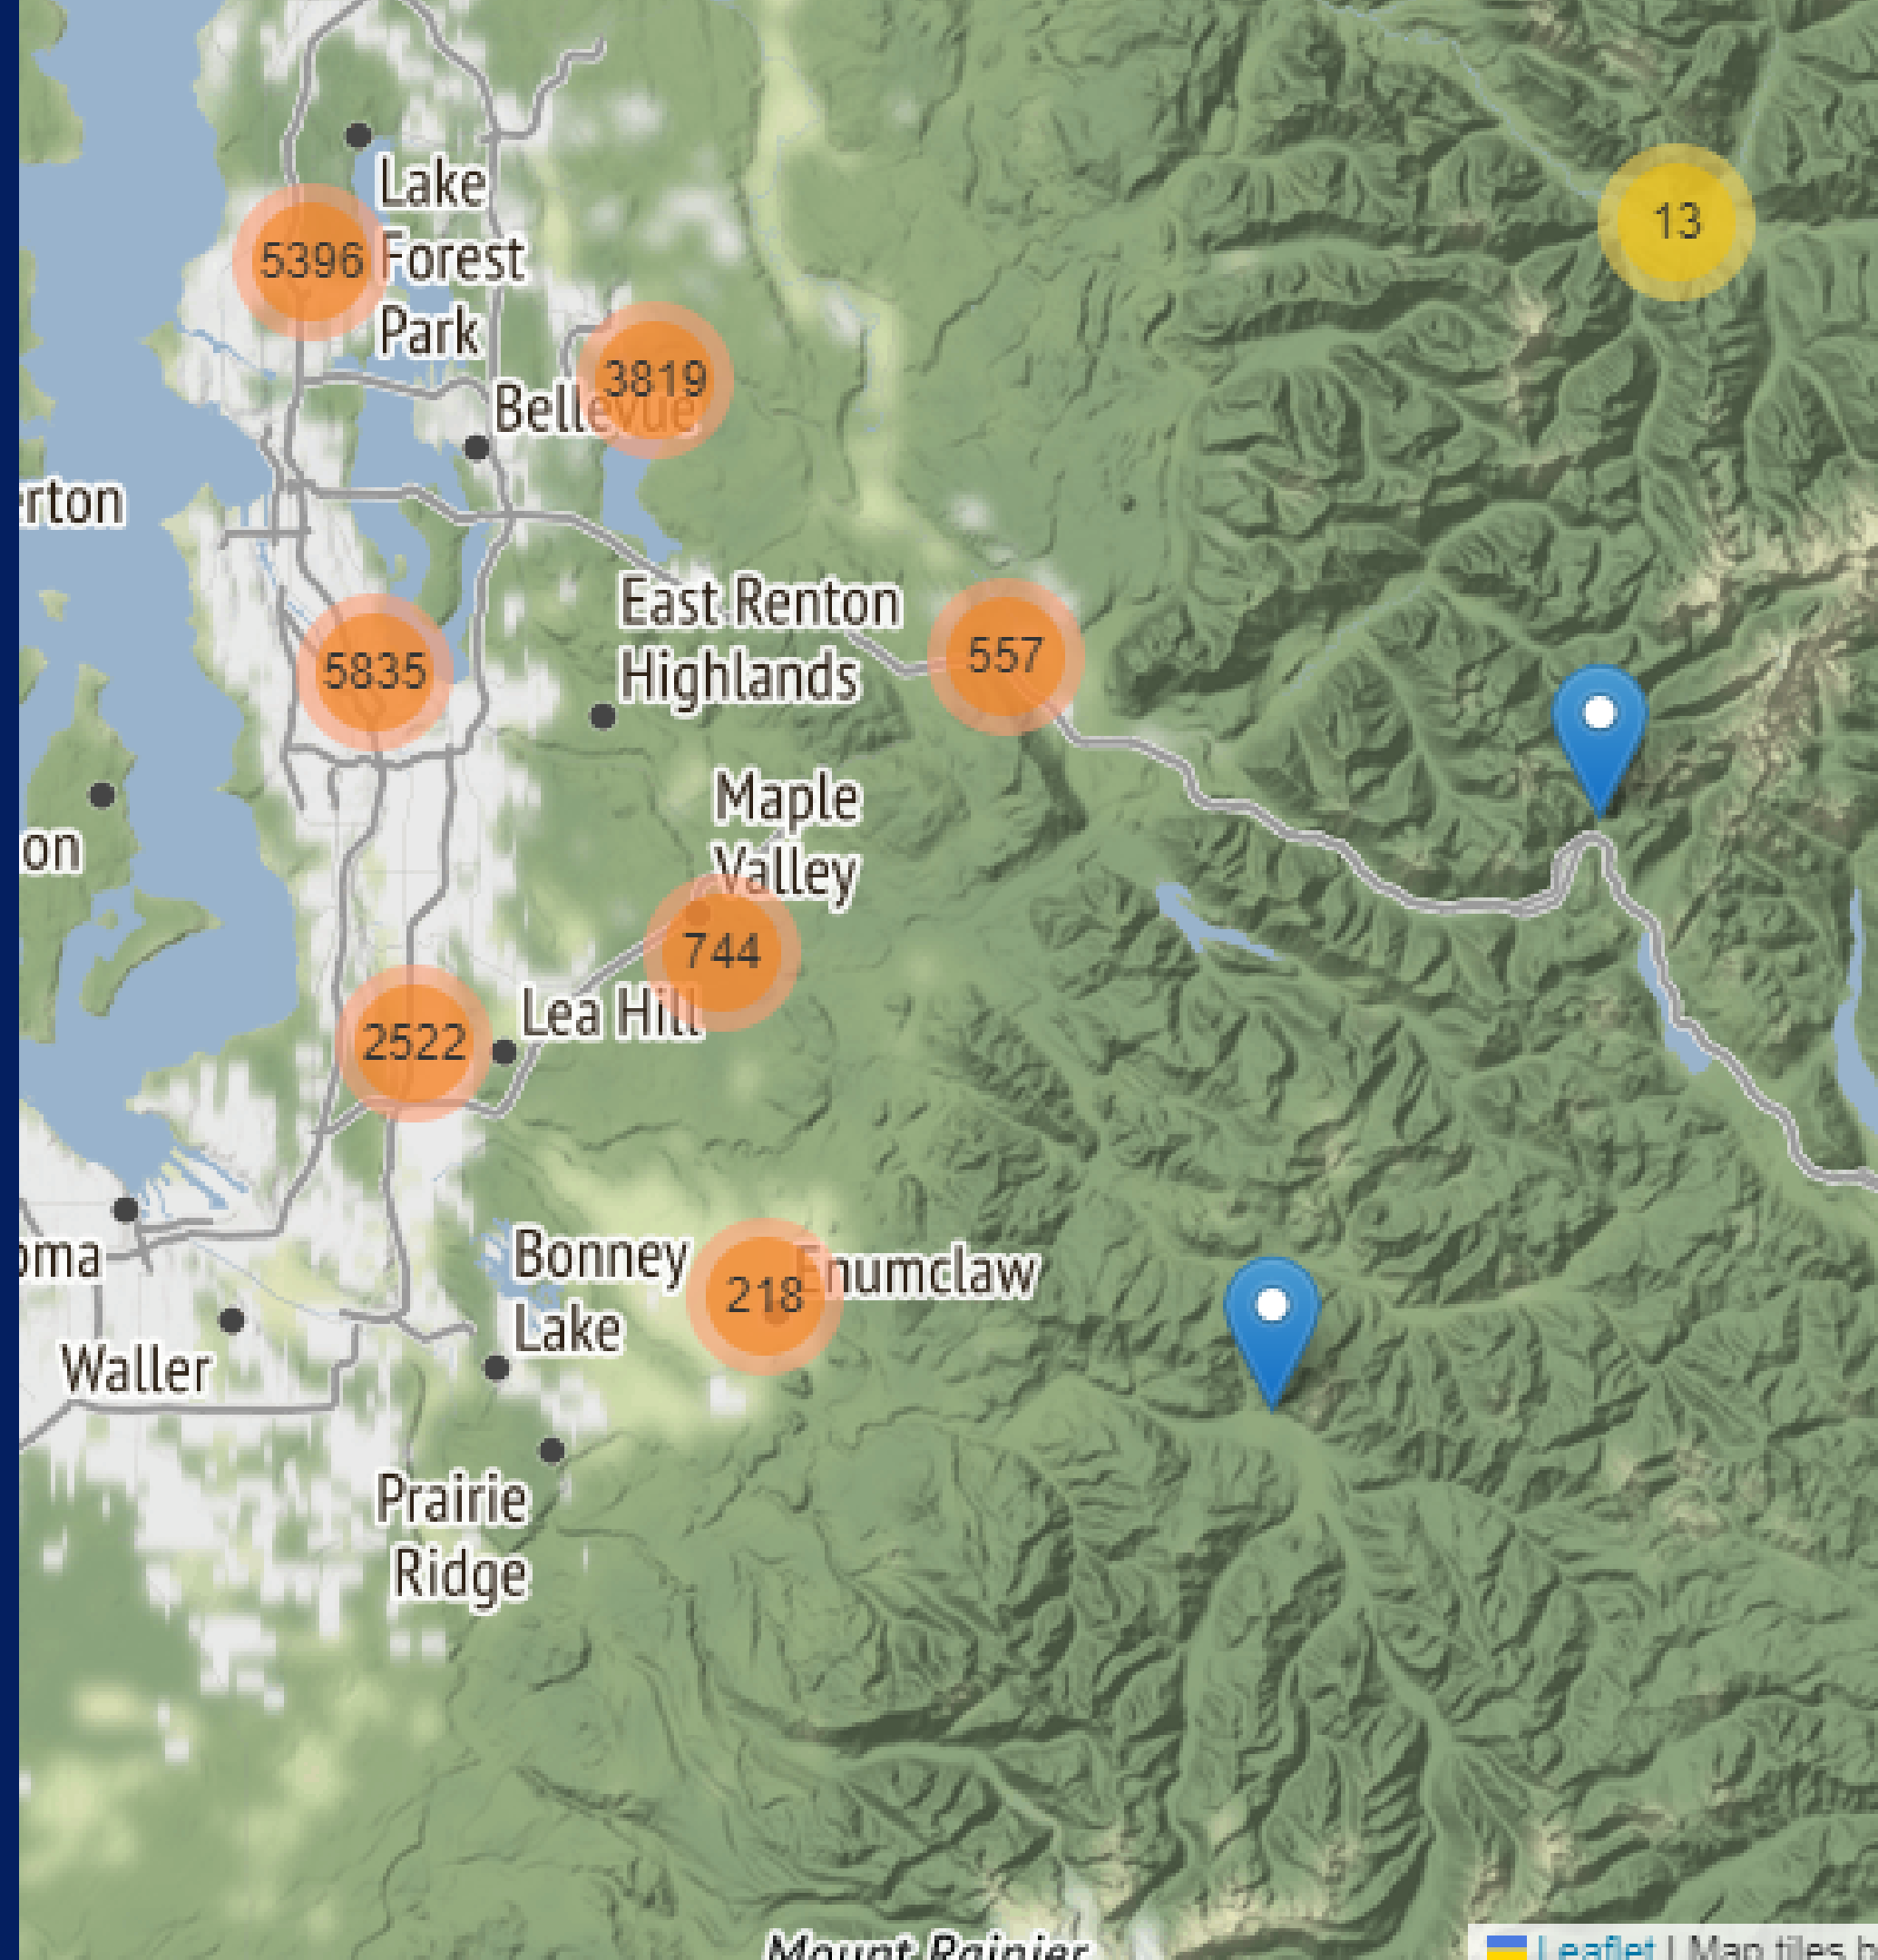 Lake
Forest
Park
5396
13
3819
Bellevue
rton
East Renton
Highlands
557
5835
Maple
Valley
on
744
Lea Hill
2522
oma
Bonney
Lake
218
Enumclaw
Waller
Prairie
Ridge
Mount Rainier
Leaflet | Map tiles b